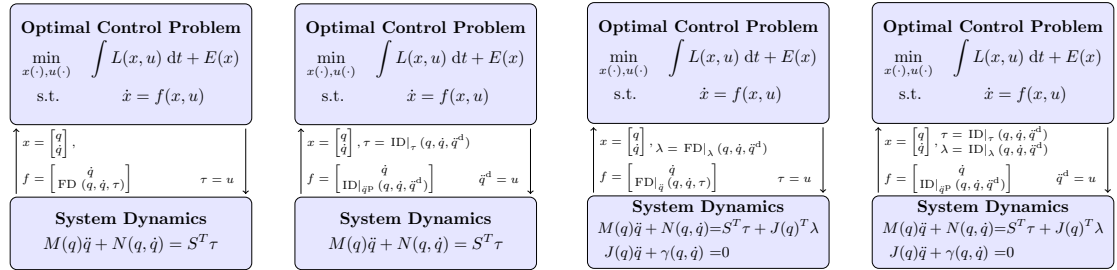 Optimal Control Problem
min x(·),u(·) ∫ L(x, u) dt + E(x)
s.t. ẋ = f(x, u)
x = [q q̇] ,
f = [q̇ FD (q, q̇, τ)] τ = u
System Dynamics
M(q)q̈ + N(q, q̇) = S^T τ
Optimal Control Problem
min x(·),u(·) ∫ L(x, u) dt + E(x)
s.t. ẋ = f(x, u)
x = [q q̇] , τ = ID|_τ (q, q̇, q̈^d)
f = [q̇ ID|_q̈^p (q, q̇, q̈^d)] q̈^d = u
System Dynamics
M(q)q̈ + N(q, q̇) = S^T τ
Optimal Control Problem
min x(·),u(·) ∫ L(x, u) dt + E(x)
s.t. ẋ = f(x, u)
x = [q q̇] , λ = FD|_λ (q, q̇, q̈^d)
f = [q̇ FD|_q̈ (q, q̇, τ)] τ = u
System Dynamics
M(q)q̈ + N(q, q̇)=S^T τ + J(q)^T λ
J(q)q̈ + γ(q, q̇) =0
Optimal Control Problem
min x(·),u(·) ∫ L(x, u) dt + E(x)
s.t. ẋ = f(x, u)
x = [q q̇] , τ = ID|_τ (q, q̇, q̈^d)
λ = ID|_λ (q, q̇, q̈^d)
f = [q̇ ID|_q̈^p (q, q̇, q̈^d)] q̈^d = u
System Dynamics
M(q)q̈ + N(q, q̇)=S^T τ + J(q)^T λ
J(q)q̈ + γ(q, q̇) =0